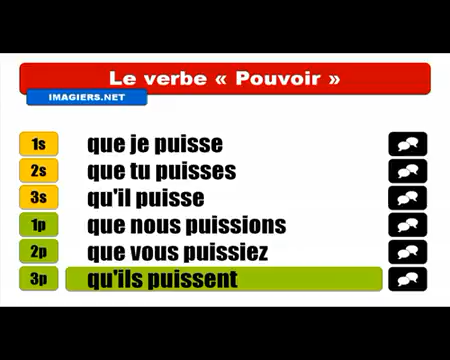 Le verbe « Pouvoir »
IMAGIERS.NET
1s que je puisse
2s que tu puisses
3s qu'il puisse
1p que nous puissions
2p que vous puissiez
3p qu'ils puissent